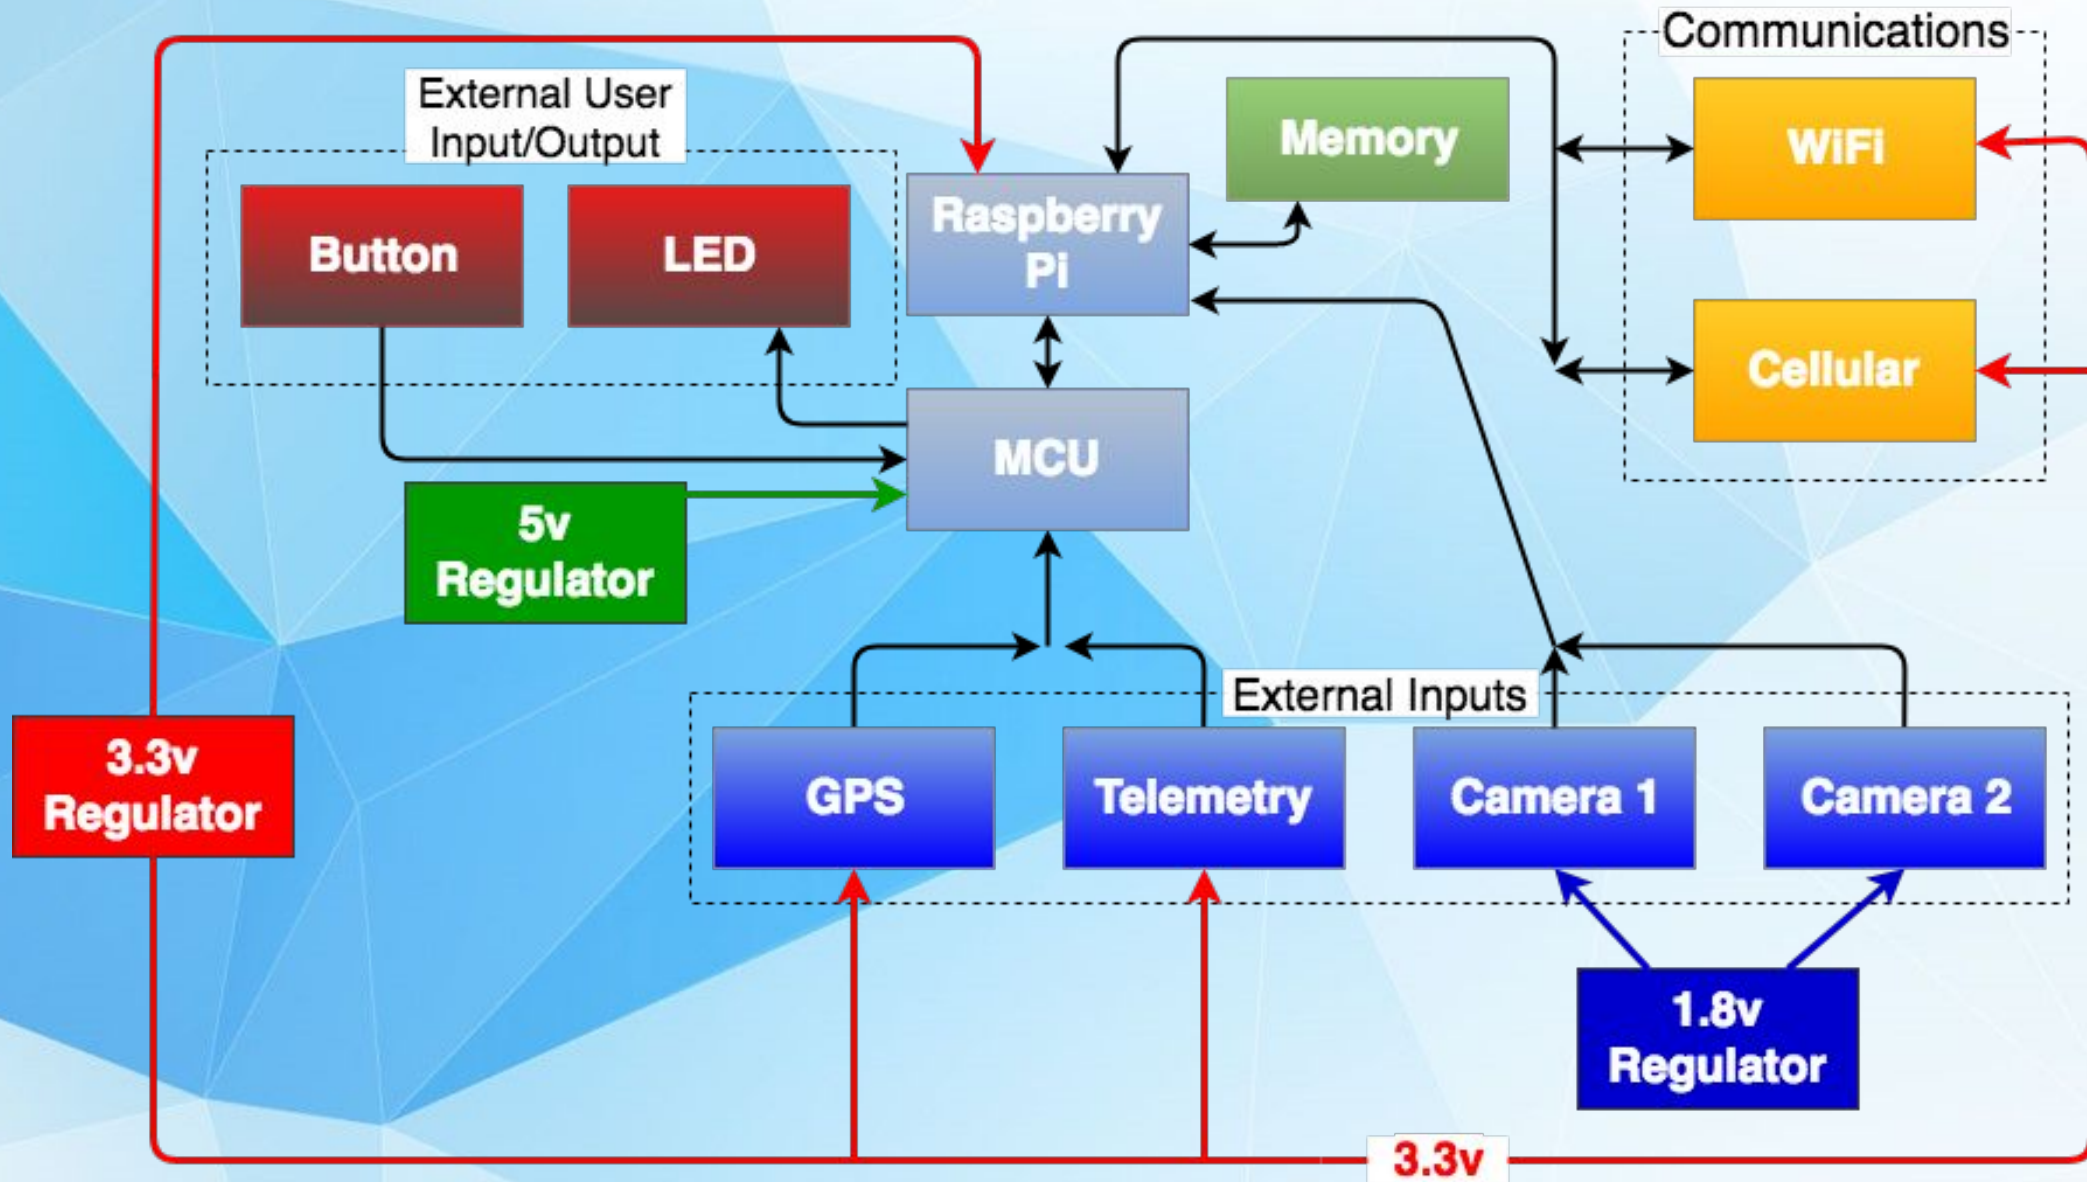 Communications
External User
Input/Output
Memory
WiFi
Button
LED
Raspberry
Pi
Cellular
MCU
5v
Regulator
External Inputs
3.3v
Regulator
GPS
Telemetry
Camera 1
Camera 2
1.8v
Regulator
3.3v